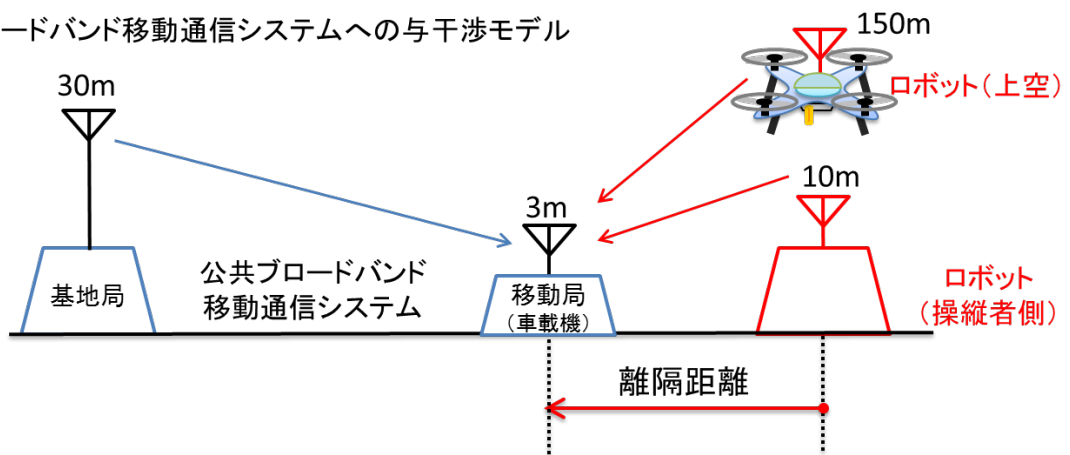 ードバンド移動通信システムへの与干渉モデル
150m
30m
ロボット(上空)
10m
3m
公共ブロードバンド
移動通信システム
基地局
移動局
(車載機)
ロボット
(操縦者側)
離隔距離